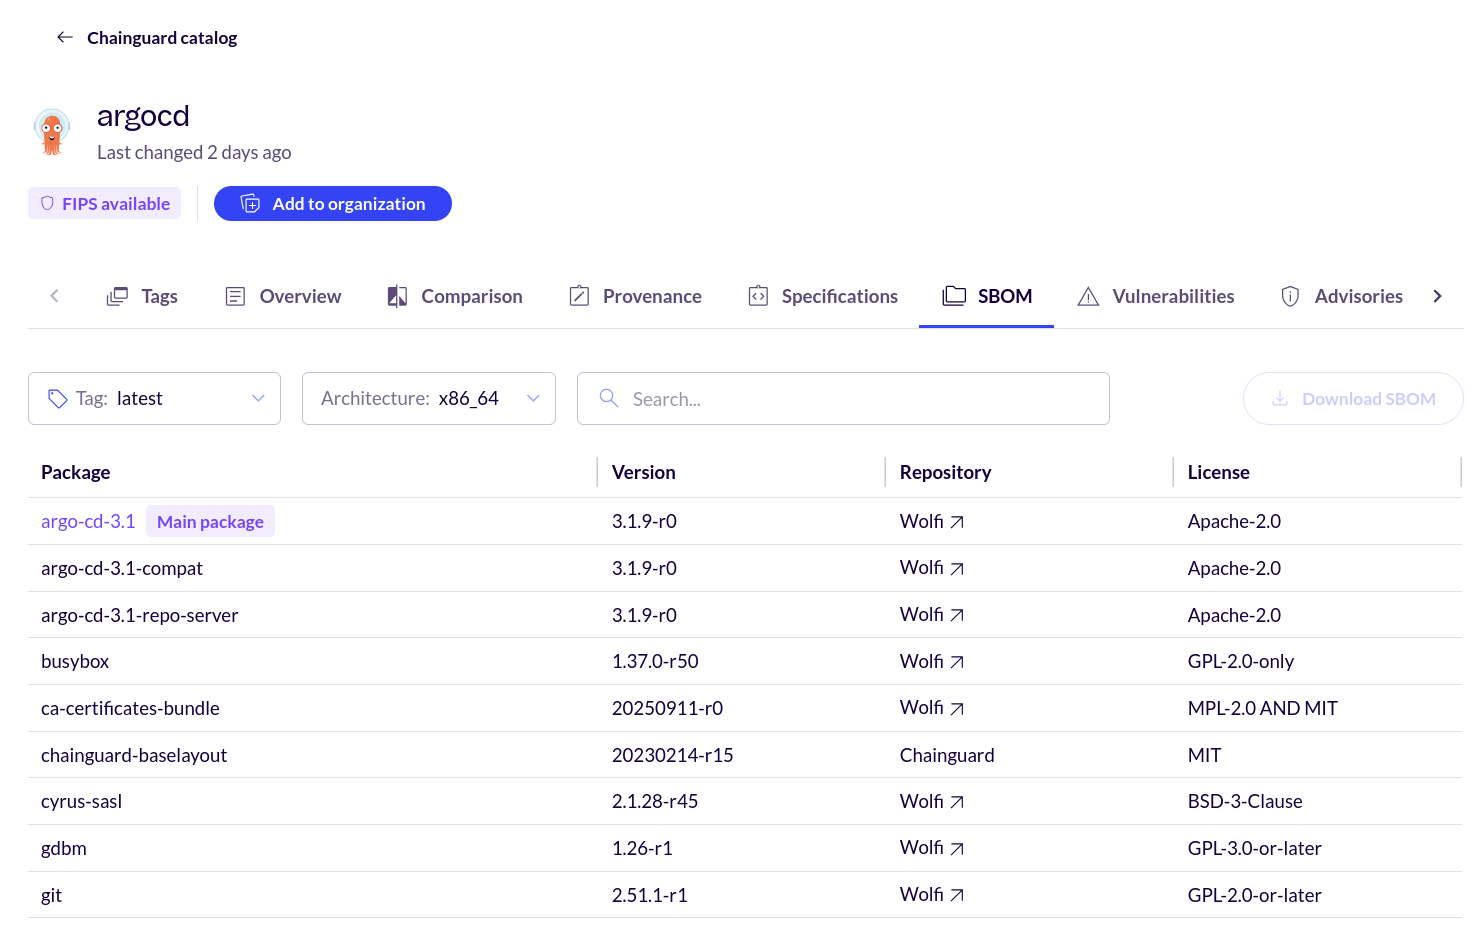 Chainguard catalog
argocd
Last changed 2 days ago
FIPS available
Add to organization
Tags Overview Comparison Provenance Specifications SBOM Vulnerabilities Advisories
Tag: latest Architecture: x86_64 Search... Download SBOM
Package Version Repository License
argo-cd-3.1 Main package 3.1.9-r0 Wolfi Apache-2.0
argo-cd-3.1-compat 3.1.9-r0 Wolfi Apache-2.0
argo-cd-3.1-repo-server 3.1.9-r0 Wolfi Apache-2.0
busybox 1.37.0-r50 Wolfi GPL-2.0-only
ca-certificates-bundle 20250911-r0 Wolfi MPL-2.0 AND MIT
chainguard-baselayout 20230214-r15 Chainguard MIT
cyrus-sasl 2.1.28-r45 Wolfi BSD-3-Clause
gdbm 1.26-r1 Wolfi GPL-3.0-or-later
git 2.51.1-r1 Wolfi GPL-2.0-or-later